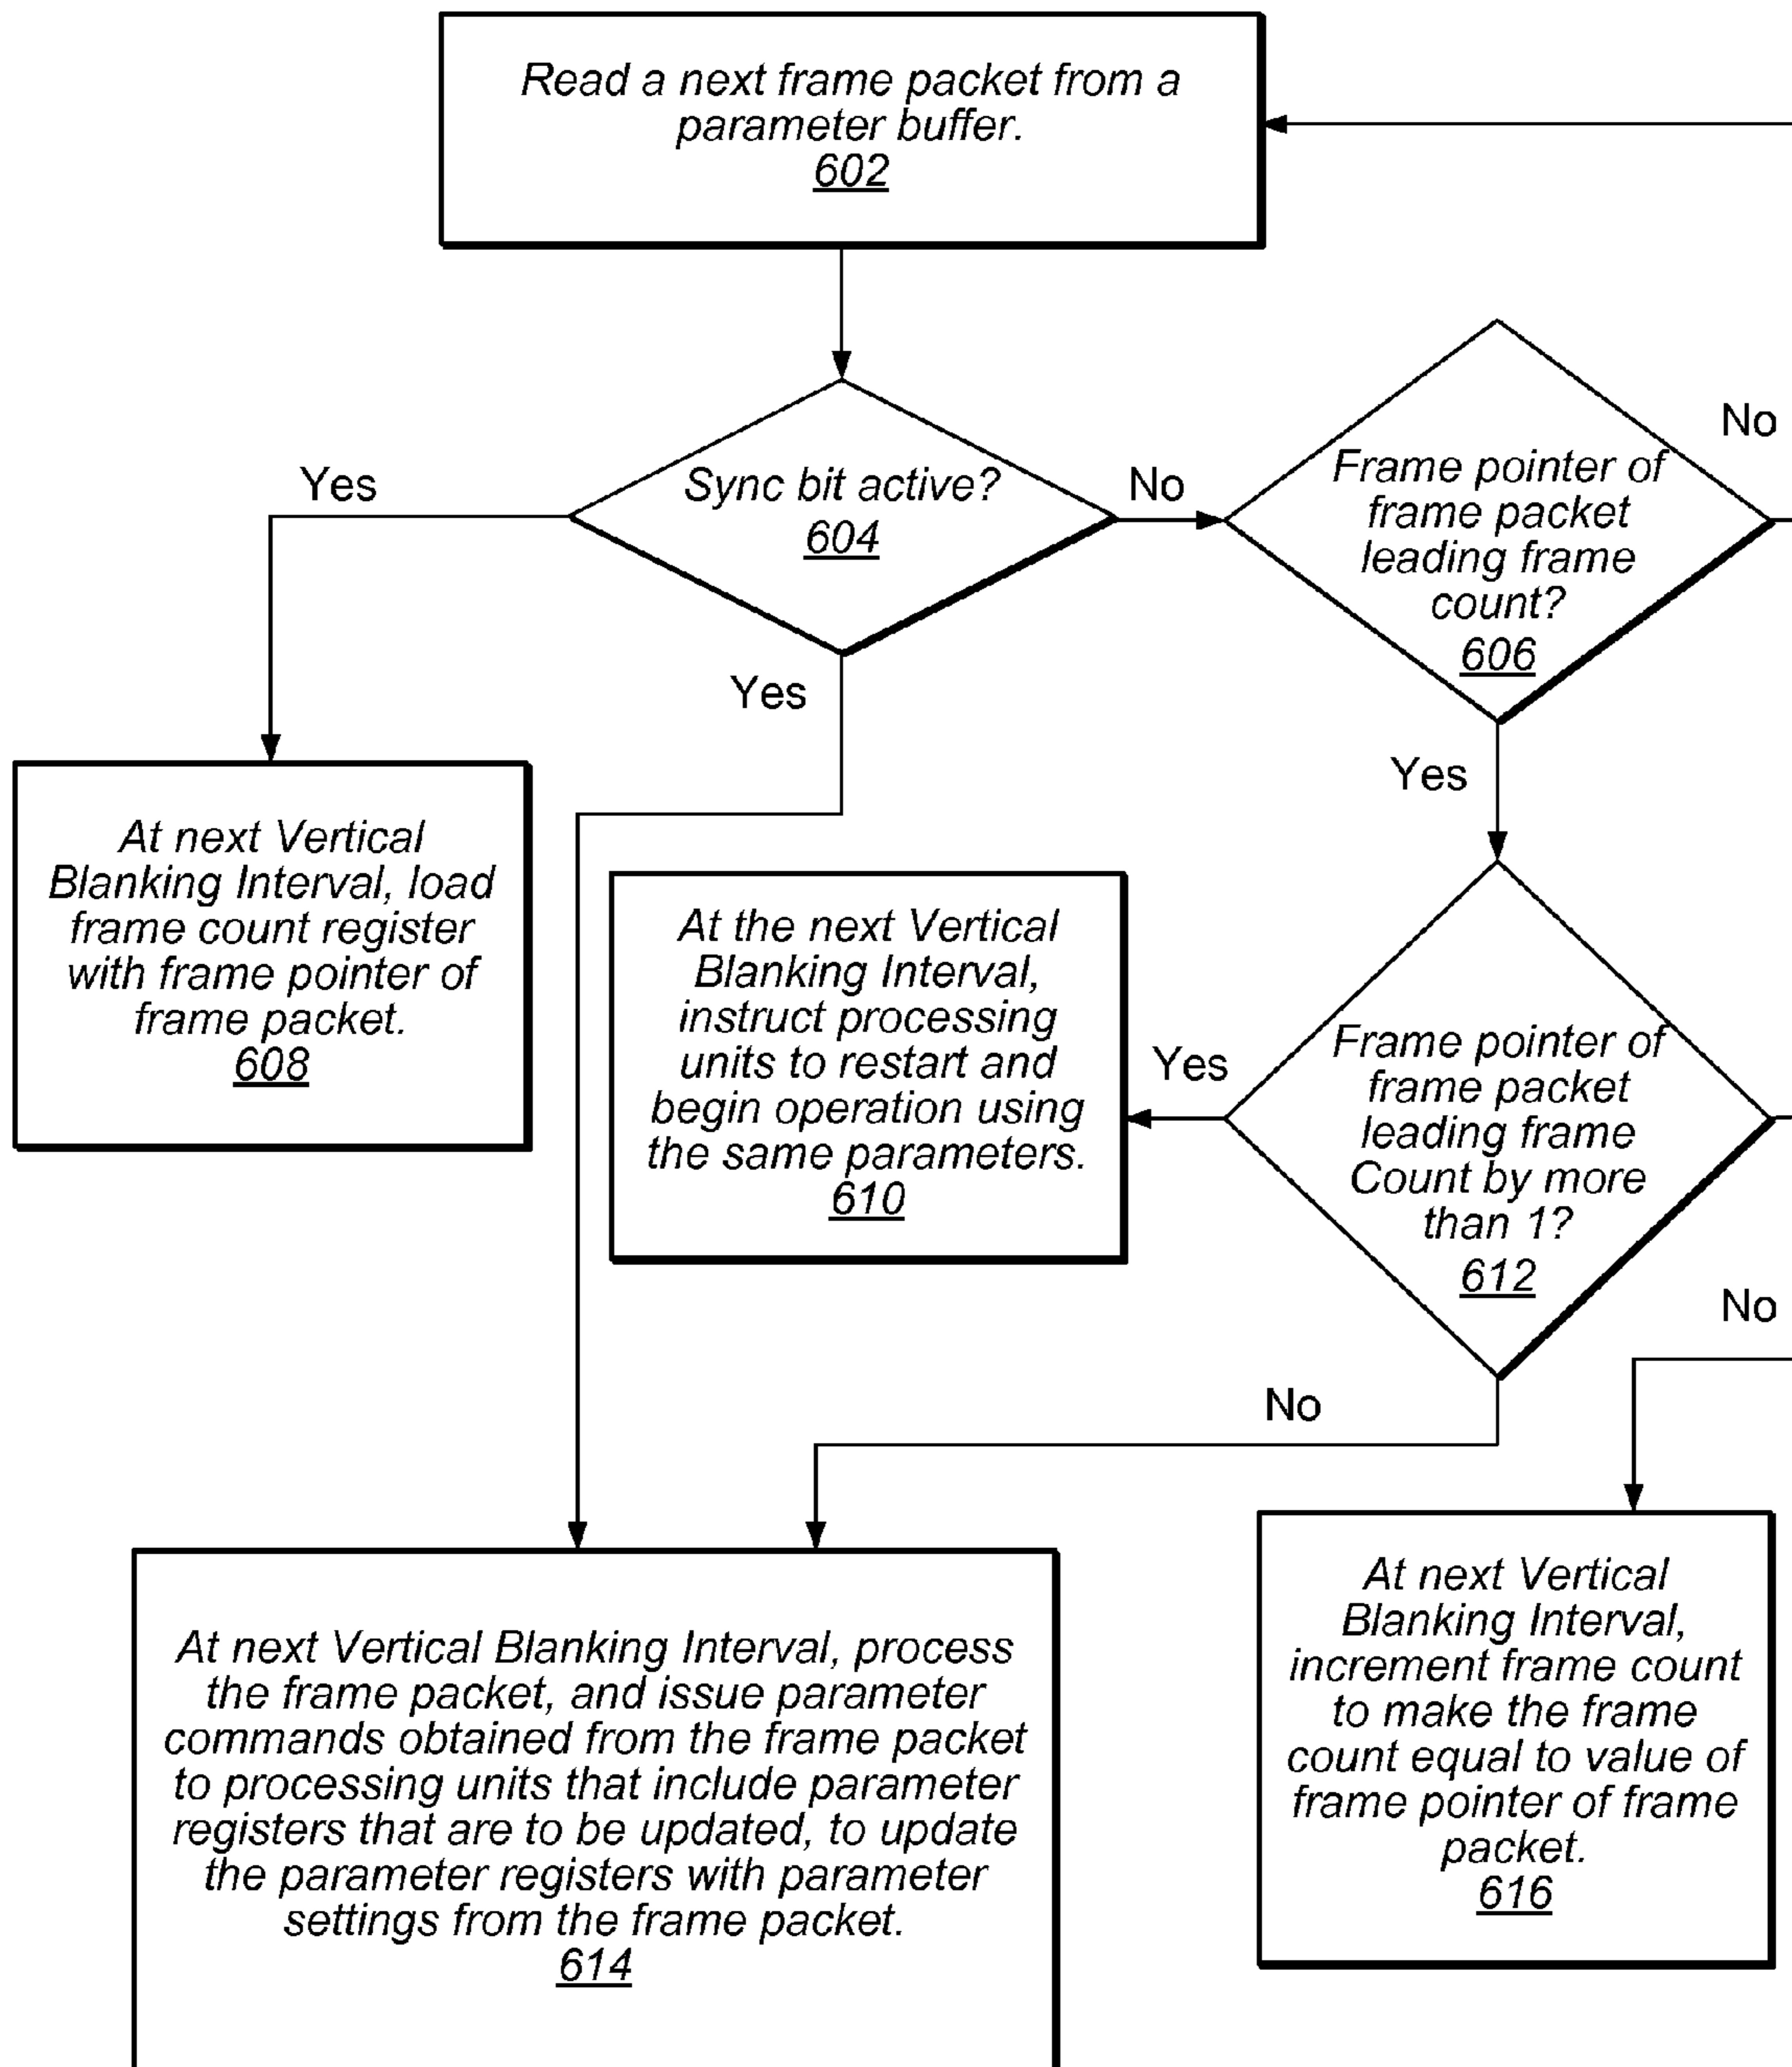 Read a next frame packet from a
parameter buffer.
602
Sync bit active?
604
Yes
No
Yes
Frame pointer of
frame packet
leading frame
count?
606
No
Yes
At next Vertical
Blanking Interval, load
frame count register
with frame pointer of
frame packet.
608
At the next Vertical
Blanking Interval,
instruct processing
units to restart and
begin operation using
the same parameters.
610
Yes
Frame pointer of
frame packet
leading frame
Count by more
than 1?
612
No
No
At next Vertical Blanking Interval, process
the frame packet, and issue parameter
commands obtained from the frame packet
to processing units that include parameter
registers that are to be updated, to update
the parameter registers with parameter
settings from the frame packet.
614
At next Vertical
Blanking Interval,
increment frame count
to make the frame
count equal to value of
frame pointer of frame
packet.
616